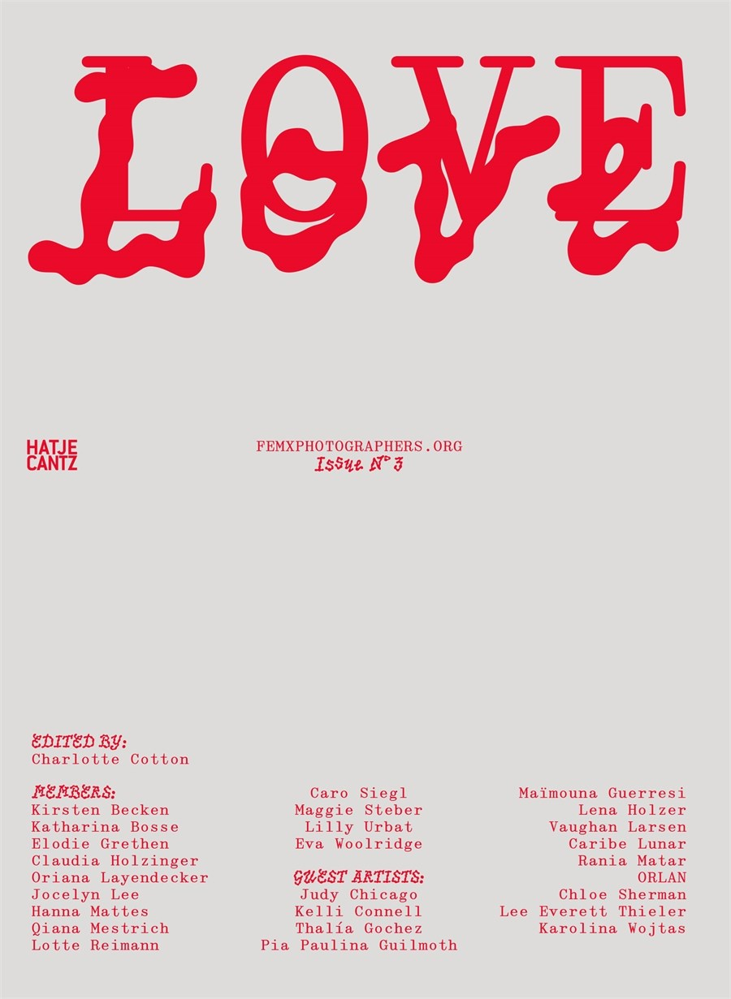 LOVE
HATJE
CANTZ
FEMXPHOTOGRAPHERS.ORG
Issue N° 3
EDITED BY:
Charlotte Cotton
MEMBERS:
Kirsten Becken
Katharina Bosse
Elodie Grethen
Claudia Holzinger
Oriana Layendecker
Jocelyn Lee
Hanna Mattes
Qiana Mestrich
Lotte Reimann
Caro Siegl
Maggie Steber
Lilly Urbat
Eva Woolridge
GUEST ARTISTS:
Judy Chicago
Kelli Connell
Thalía Gochez
Pia Paulina Guilmoth
Maïmouna Guerresi
Lena Holzer
Vaughan Larsen
Caribe Lunar
Rania Matar
ORLAN
Chloe Sherman
Lee Everett Thieler
Karolina Wojtas